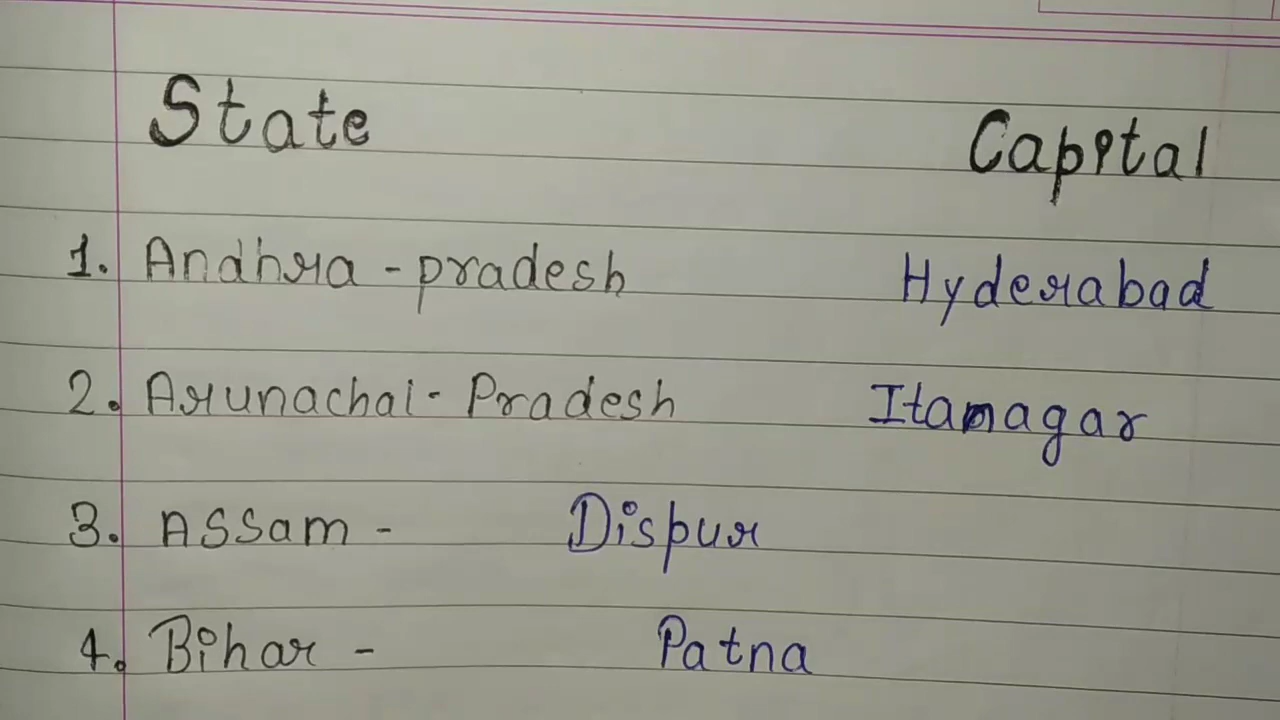 State Capital
1. Andhra - pradesh Hyderabad
2. Arunachal - Pradesh Itanagar
3. Assam - Dispur
4. Bihar - Patna